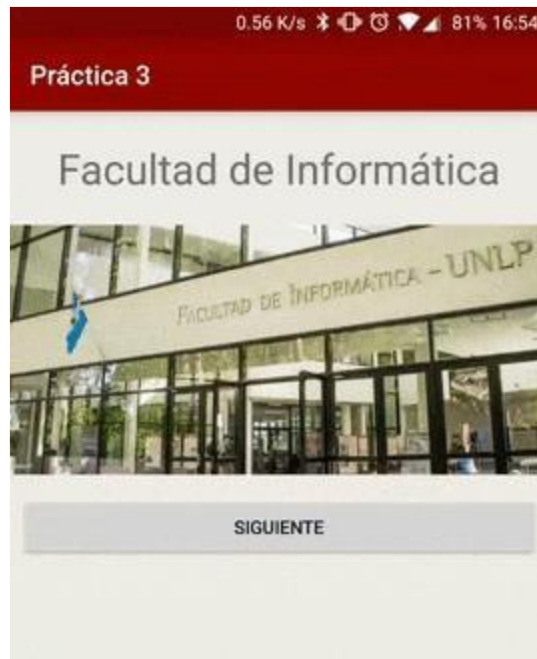 0.56 K/s 81% 16:54
Práctica 3
Facultad de Informática
FACULTAD DE INFORMÁTICA - UNLP
SIGUIENTE